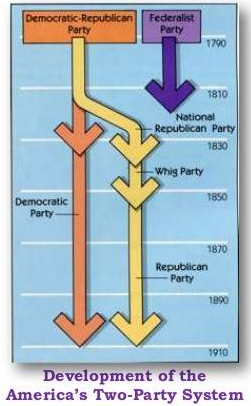 Democratic-Republican
Party
Federalist
Party
1790
1810
National
Republican Party
1830
Whig Party
1850
Democratic
Party
1870
Republican
Party
1890
1910
Development of the
America's Two-Party System